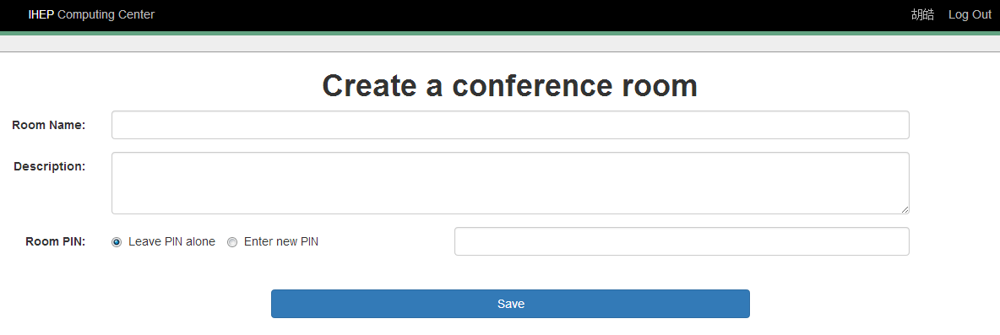 IHEP Computing Center 胡皓 Log Out
Create a conference room
Room Name:
Description:
Room PIN: Leave PIN alone Enter new PIN
Save